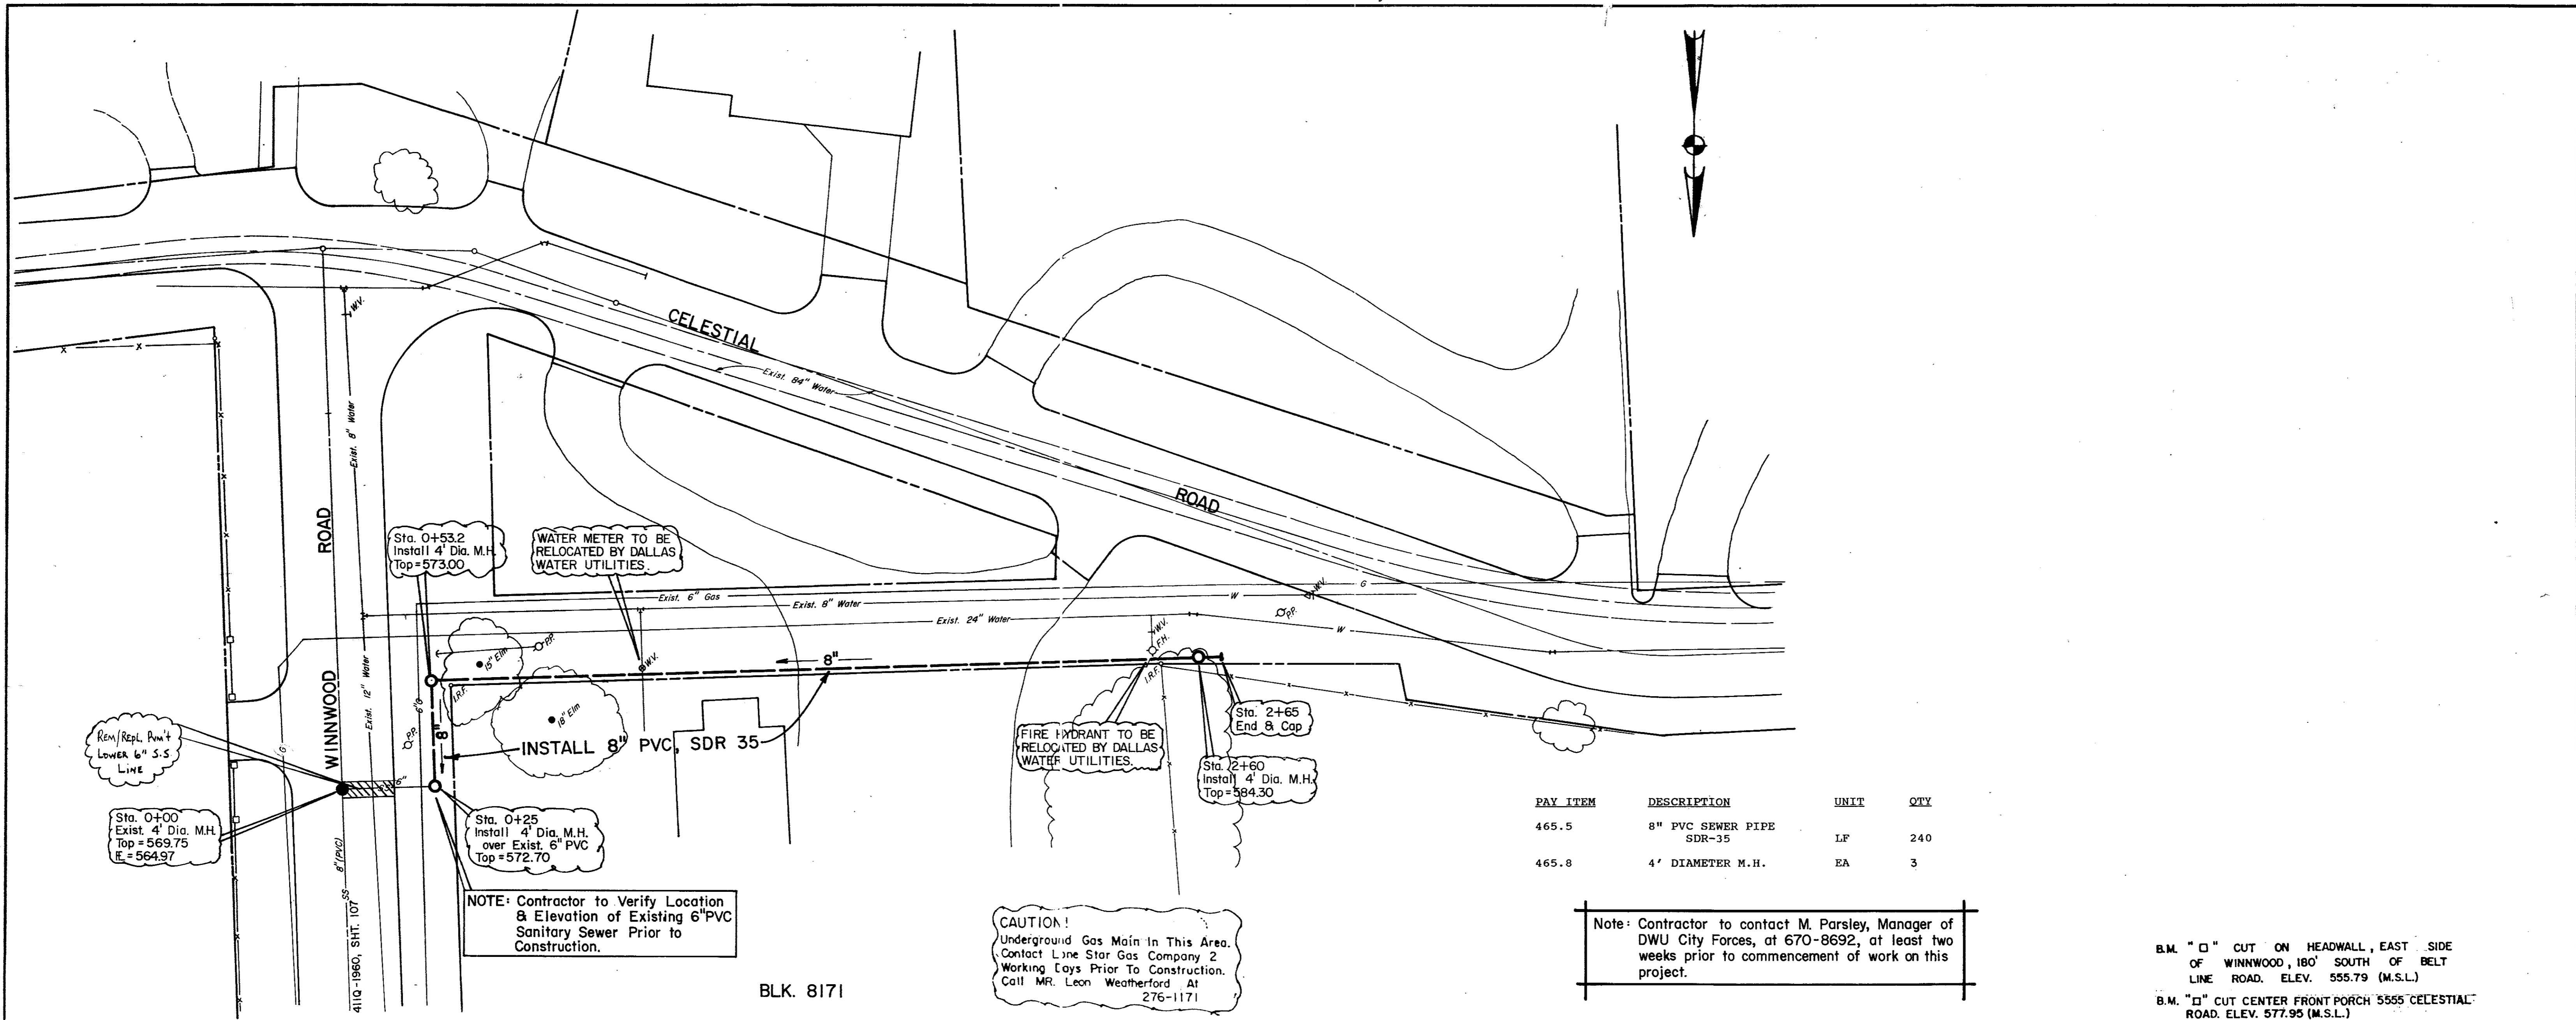 CELESTIAL
ROAD
Exist. 84" Water
W.V.
Exist. 8" Water
ROAD
WINNWOOD
Exist. 12" Water
Sta. 0+53.2
Install 4' Dia. M.H.
Top=573.00
WATER METER TO BE
RELOCATED BY DALLAS
WATER UTILITIES.
Exist. 6" Gas
Exist. 8" Water
W
G
W.V.
P.P.
Exist. 24" Water
W
15" Elm
P.P.
W.V.
8"
W.V.
F.H.
I.R.F.
I.R.F.
6"G
P.P.
18" Elm
8"
INSTALL 8" PVC, SDR 35
REM/REPL. PVM'T
LOWER 6" S.S.
LINE
G
6"
SS
Sta. 0+00
Exist. 4' Dia. M.H.
Top=569.75
FL=564.97
Sta. 0+25
Install 4' Dia. M.H.
over Exist. 6" PVC
Top=572.70
FIRE HYDRANT TO BE
RELOCATED BY DALLAS
WATER UTILITIES.
Sta. 2+65
End & Cap
Sta. 2+60
Install 4' Dia. M.H.
Top=584.30
8"(PVC)
SS
411Q-1960, SHT. 107
NOTE: Contractor to Verify Location
& Elevation of Existing 6"PVC
Sanitary Sewer Prior to
Construction.
BLK. 8171
CAUTION!
Underground Gas Main In This Area.
Contact Lone Star Gas Company 2
Working Days Prior To Construction.
Call MR. Leon Weatherford At
276-1171
PAY ITEM DESCRIPTION UNIT QTY
465.5 8" PVC SEWER PIPE
SDR-35 LF 240
465.8 4' DIAMETER M.H. EA 3
Note: Contractor to contact M. Parsley, Manager of
DWU City Forces, at 670-8692, at least two
weeks prior to commencement of work on this
project.
B.M. "□" CUT ON HEADWALL, EAST SIDE
OF WINNWOOD, 180' SOUTH OF BELT
LINE ROAD. ELEV. 555.79 (M.S.L.)
B.M. "□" CUT CENTER FRONT PORCH 5555 CELESTIAL
ROAD. ELEV. 577.95 (M.S.L.)